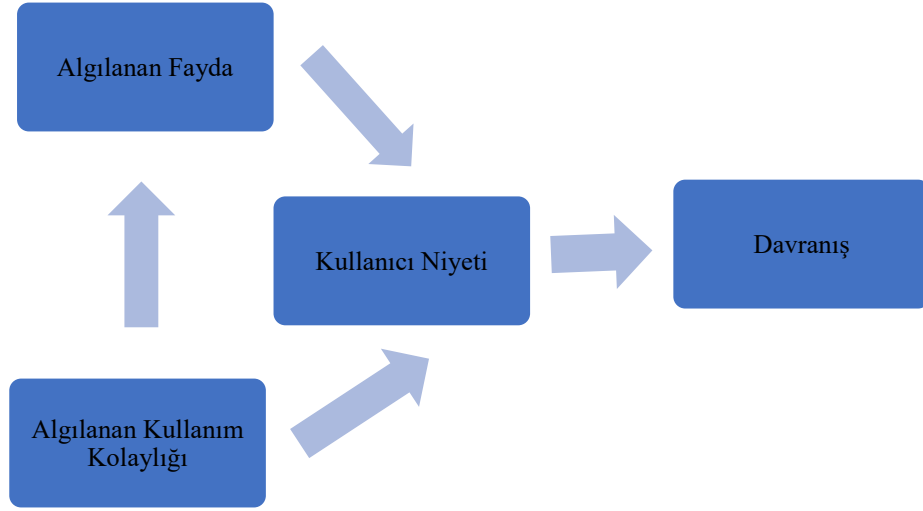 Algılanan Fayda
Kullanıcı Niyeti
Davranış
Algılanan Kullanım
Kolaylığı